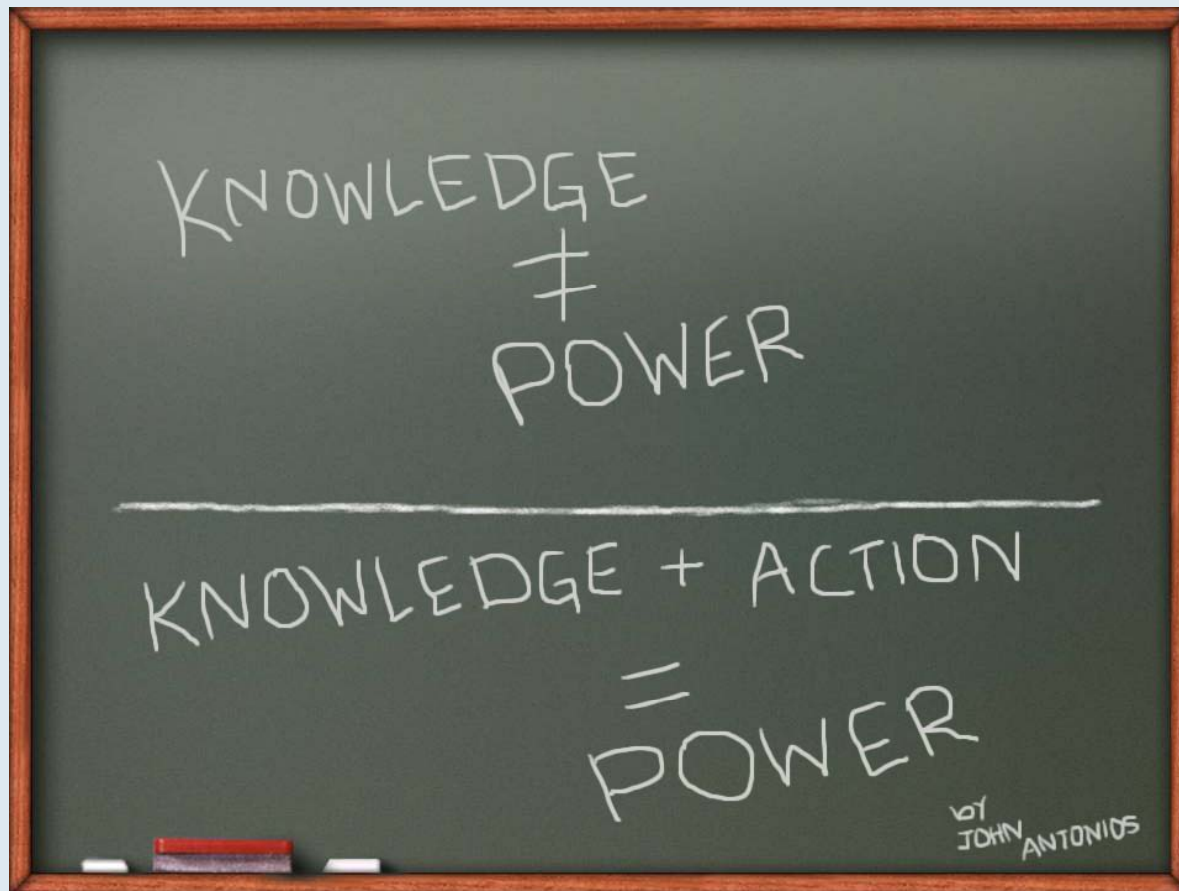 KNOWLEDGE
≠
POWER
KNOWLEDGE + ACTION
=
POWER
by
JOHN ANTONIOS